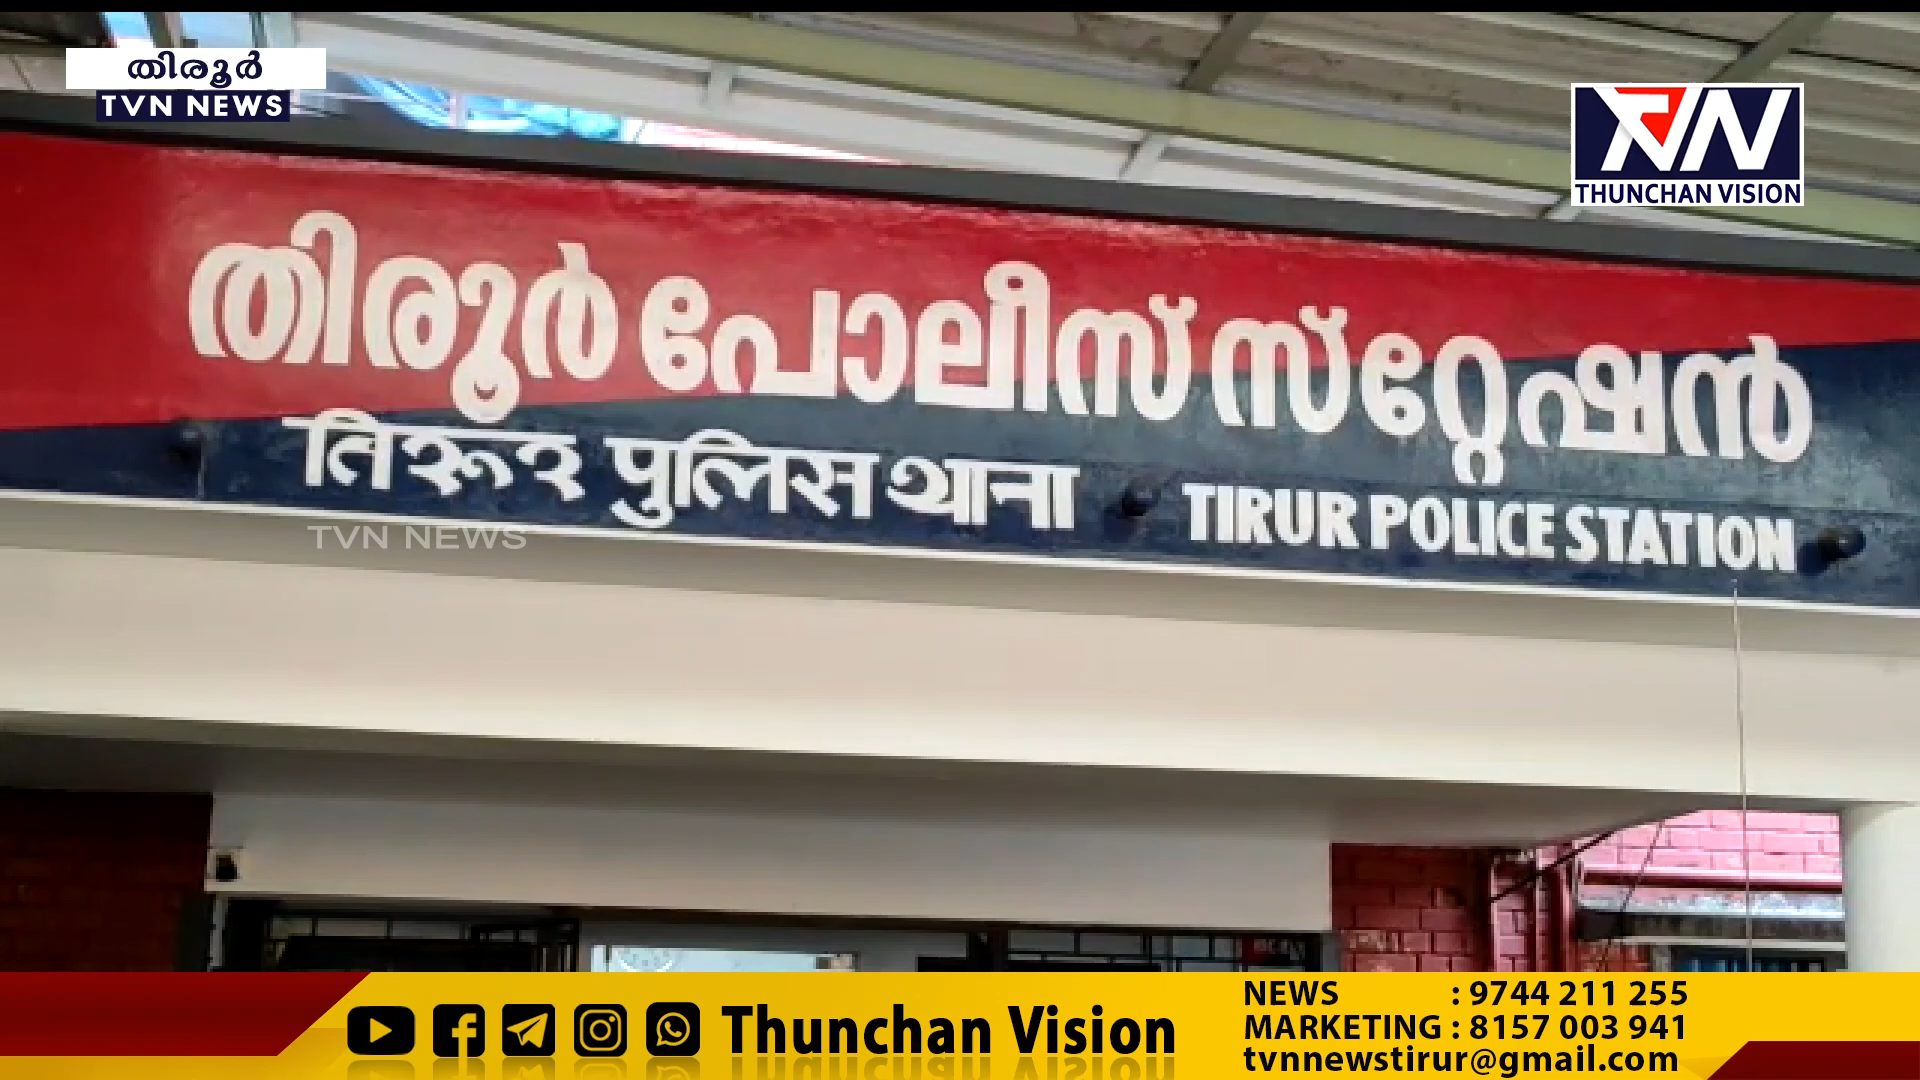 തിരൂർ
TVN NEWS
TVN
THUNCHAN VISION
തിരൂർ പോലീസ് സ്റ്റേഷൻ
तिरूर पुलिस थाना
TIRUR POLICE STATION
TVN NEWS
Thunchan Vision
NEWS : 9744 211 255
MARKETING : 8157 003 941
tvnnewstirur@gmail.com